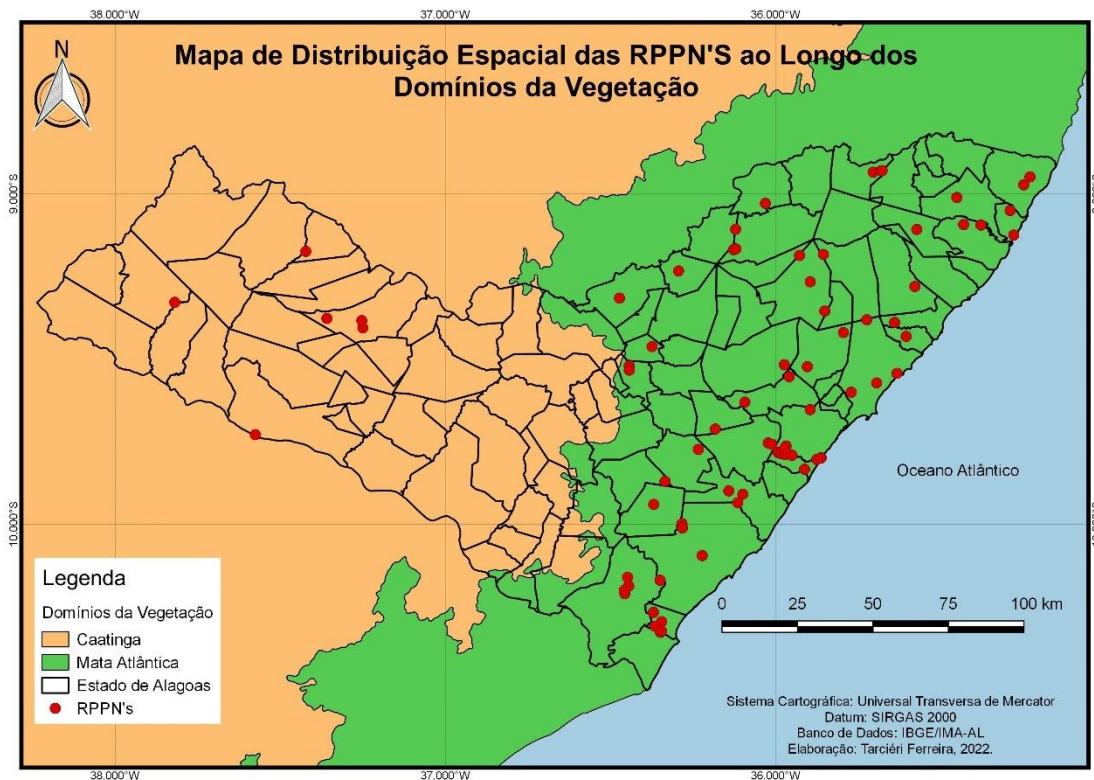 38.000°W 37.000°W 36.000°W
N
Mapa de Distribuição Espacial das RPPN'S ao Longo dos
Domínios da Vegetação
9.000°S
Oceano Atlântico
10.000°S
Legenda
Domínios da Vegetação
Caatinga
Mata Atlântica
Estado de Alagoas
RPPN's
0 25 50 75 100 km
Sistema Cartográfica: Universal Transversa de Mercator
Datum: SIRGAS 2000
Banco de Dados: IBGE/IMA-AL
Elaboração: Tarciéri Ferreira, 2022.
38.000°W 37.000°W 36.000°W